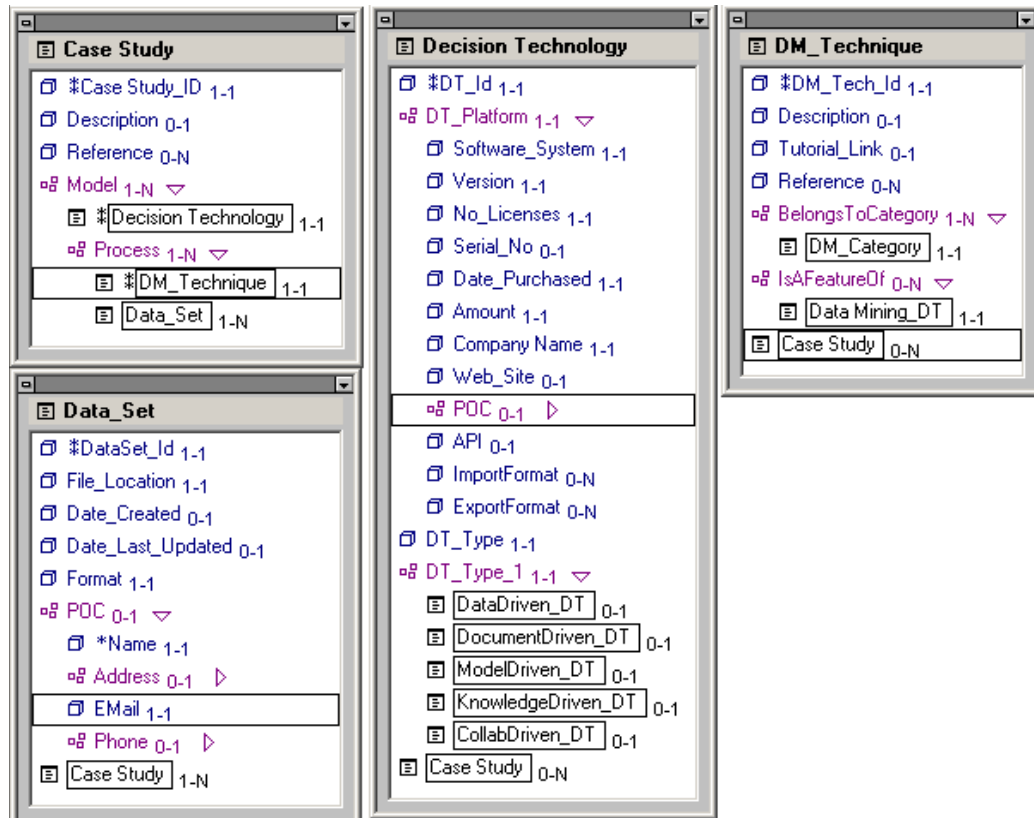 Case Study
⁑Case Study_ID 1-1
Description 0-1
Reference 0-N
Model 1-N
⁑Decision Technology 1-1
Process 1-N
⁑DM_Technique 1-1
Data_Set 1-N
Data_Set
⁑DataSet_Id 1-1
File_Location 1-1
Date_Created 0-1
Date_Last_Updated 0-1
Format 1-1
POC 0-1
*Name 1-1
Address 0-1
EMail 1-1
Phone 0-1
Case Study 1-N
Decision Technology
⁑DT_Id 1-1
DT_Platform 1-1
Software_System 1-1
Version 1-1
No_Licenses 1-1
Serial_No 0-1
Date_Purchased 1-1
Amount 1-1
Company Name 1-1
Web_Site 0-1
POC 0-1
API 0-1
ImportFormat 0-N
ExportFormat 0-N
DT_Type 1-1
DT_Type_1 1-1
DataDriven_DT 0-1
DocumentDriven_DT 0-1
ModelDriven_DT 0-1
KnowledgeDriven_DT 0-1
CollabDriven_DT 0-1
Case Study 0-N
DM_Technique
⁑DM_Tech_Id 1-1
Description 0-1
Tutorial_Link 0-1
Reference 0-N
BelongsToCategory 1-N
DM_Category 1-1
IsAFeatureOf 0-N
Data Mining_DT 1-1
Case Study 0-N